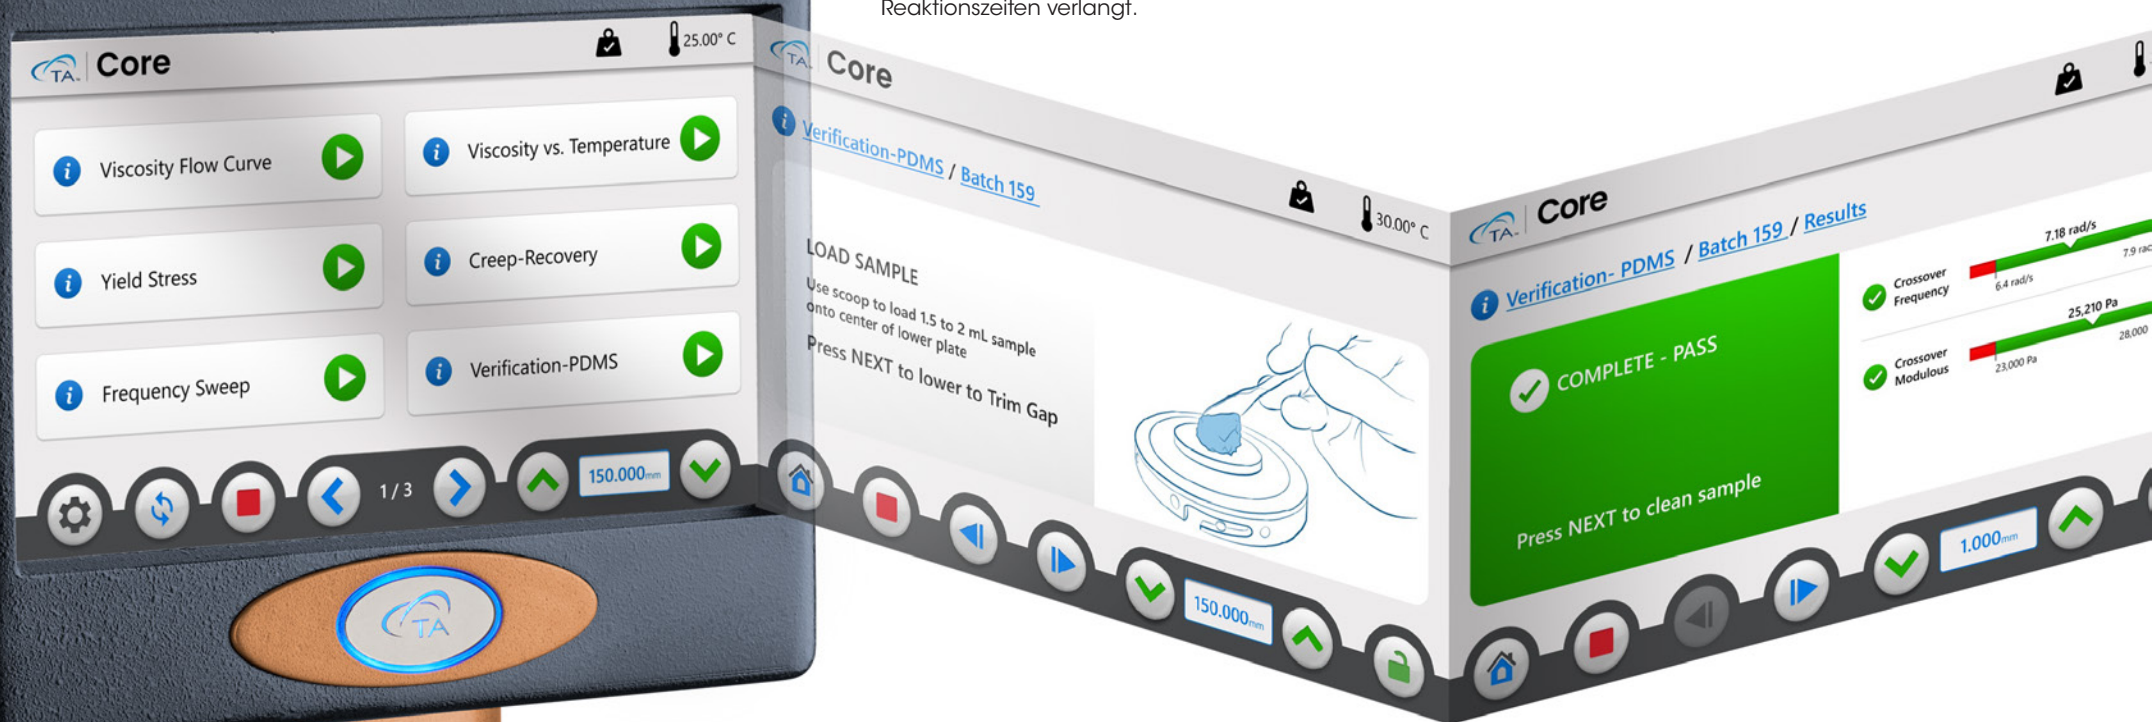 Reaktionszeiten verlangt.
TA Core
25.00° C
Viscosity Flow Curve
Viscosity vs. Temperature
Yield Stress
Creep-Recovery
Frequency Sweep
Verification-PDMS
1/3
150.000mm
TA
TA Core
30.00° C
Verification-PDMS / Batch 159
LOAD SAMPLE
Use scoop to load 1.5 to 2 mL sample
onto center of lower plate
Press NEXT to lower to Trim Gap
150.000mm
TA Core
Verification- PDMS / Batch 159 / Results
COMPLETE - PASS
Press NEXT to clean sample
Crossover
Frequency
7.18 rad/s
6.4 rad/s
7.9
Crossover
Modulous
25,210 Pa
23,000 Pa
28,000
1.000mm